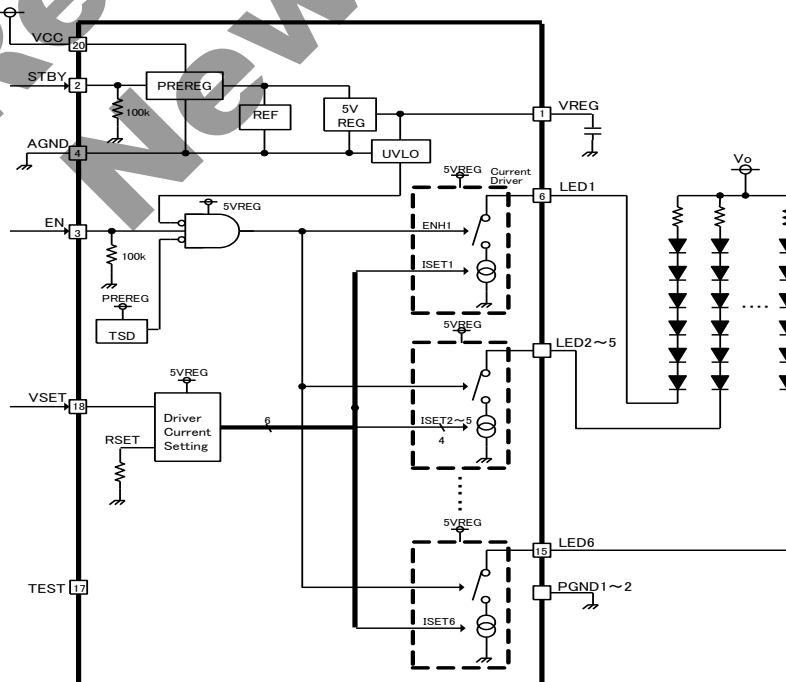 VCC
20
STBY
2
PREREG
100k
REF
5V
REG
1
VREG
AGND
4
UVLO
New
Vo
5VREG
Current
Driver
6
LED1
EN
3
5VREG
ENH1
100k
ISET1
PREREG
TSD
5VREG
LED2～5
5VREG
VSET
18
Driver
Current
Setting
6
ISET2～5
4
RSET
5VREG
15
LED6
TEST
17
PGND1～2
ISET6